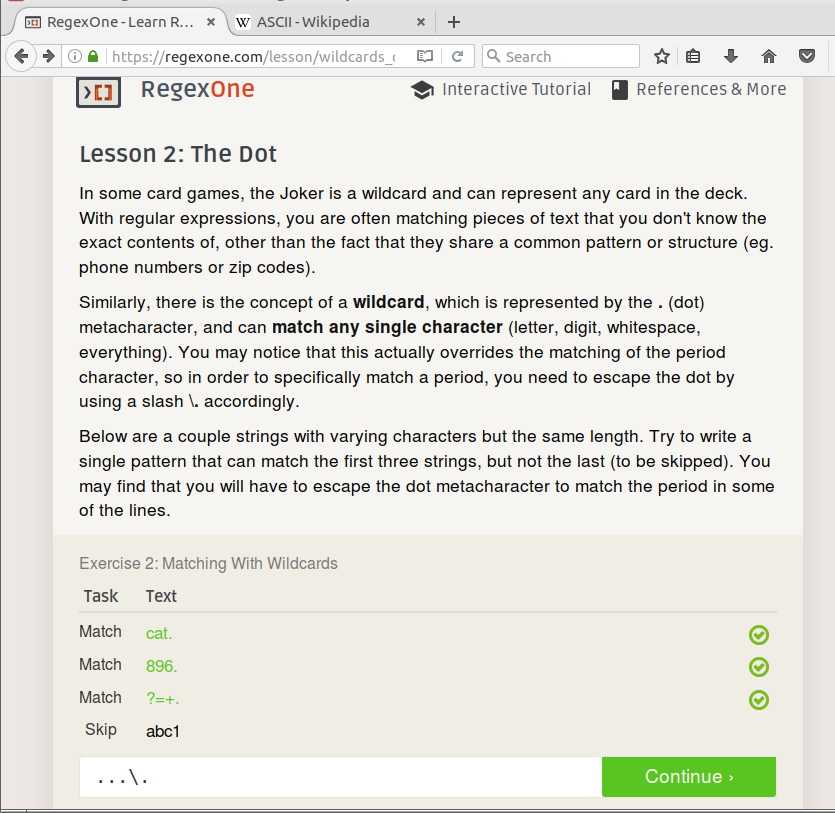 RegexOne - Learn R... × W ASCII - Wikipedia × +
https://regexone.com/lesson/wildcards_ Search
RegexOne Interactive Tutorial References & More
Lesson 2: The Dot
In some card games, the Joker is a wildcard and can represent any card in the deck.
With regular expressions, you are often matching pieces of text that you don't know the
exact contents of, other than the fact that they share a common pattern or structure (eg.
phone numbers or zip codes).
Similarly, there is the concept of a wildcard, which is represented by the . (dot)
metacharacter, and can match any single character (letter, digit, whitespace,
everything). You may notice that this actually overrides the matching of the period
character, so in order to specifically match a period, you need to escape the dot by
using a slash \. accordingly.
Below are a couple strings with varying characters but the same length. Try to write a
single pattern that can match the first three strings, but not the last (to be skipped). You
may find that you will have to escape the dot metacharacter to match the period in some
of the lines.
Exercise 2: Matching With Wildcards
Task Text
Match cat.
Match 896.
Match ?=+.
Skip abc1
...\. Continue ›